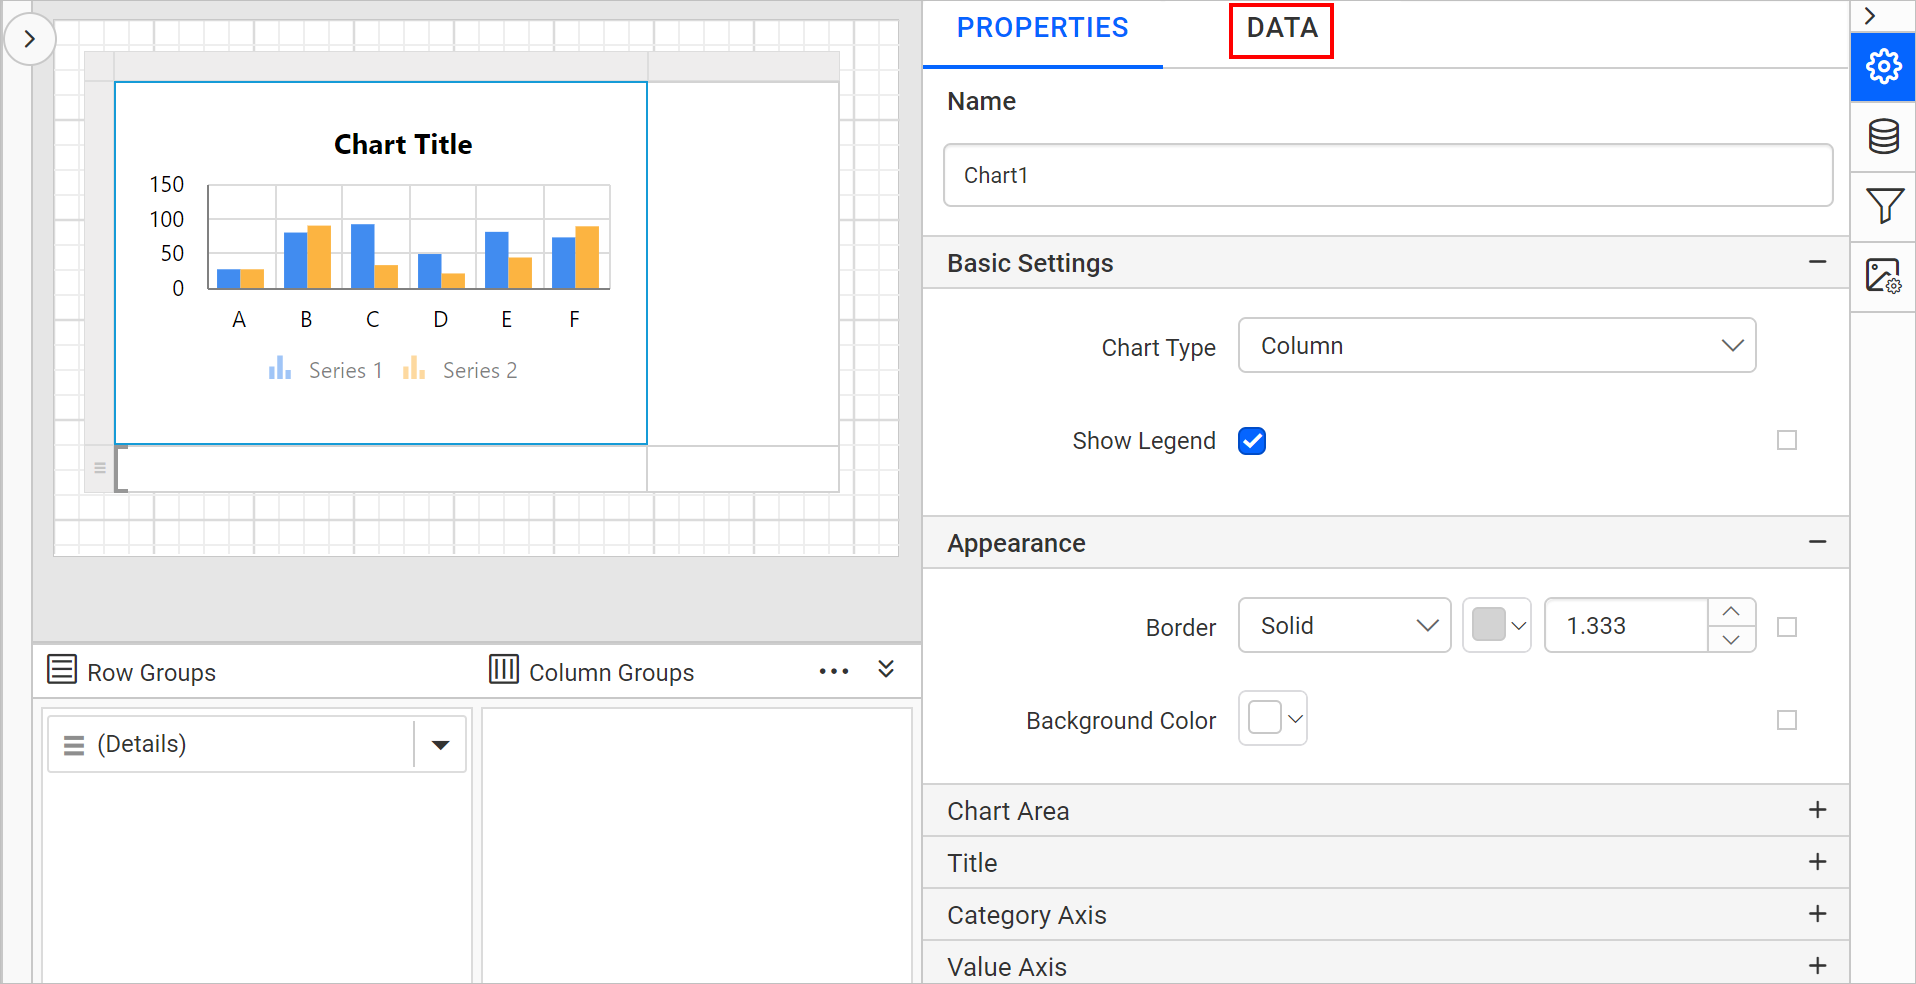 PROPERTIES DATA
Name
Chart1
Basic Settings
Chart Type Column
Show Legend
Appearance
Border Solid 1.333
Background Color
Chart Area
Title
Category Axis
Value Axis
Chart Title
150
100
50
0
A B C D E F
Series 1 Series 2
Row Groups Column Groups
(Details)